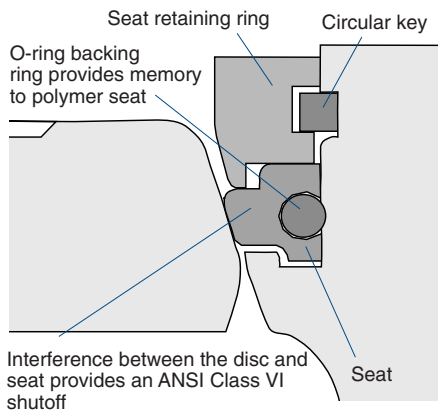 Seat retaining ring
Circular key
O-ring backing
ring provides memory
to polymer seat
Interference between the disc and
seat provides an ANSI Class VI
shutoff
Seat